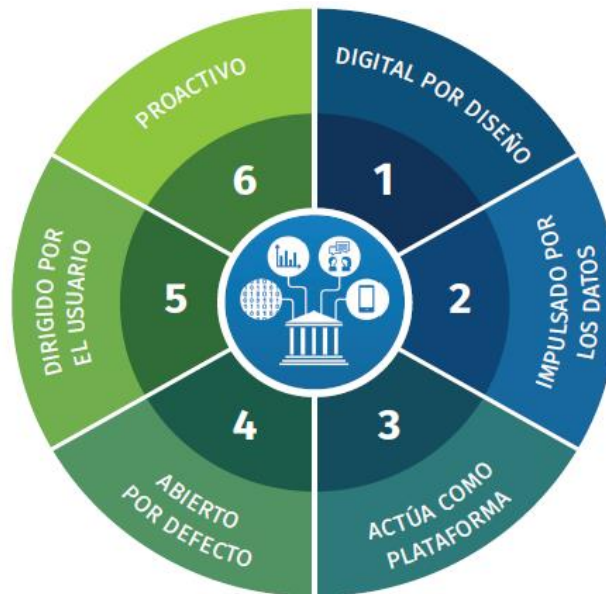 1
DIGITAL POR DISEÑO
2
IMPULSADO POR
LOS DATOS
3
ACTÚA COMO
PLATAFORMA
4
ABIERTO
POR DEFECTO
5
DIRIGIDO POR
EL USUARIO
6
PROACTIVO